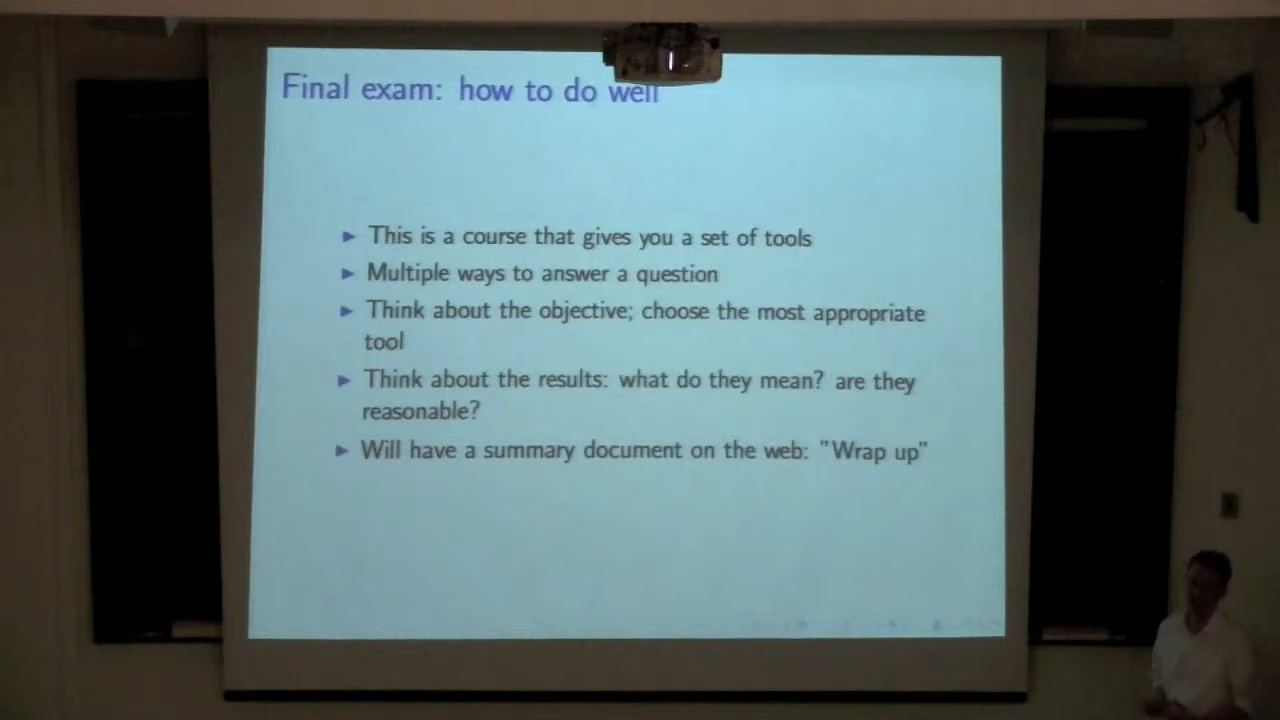 Final exam: how to do well
► This is a course that gives you a set of tools
► Multiple ways to answer a question
► Think about the objective; choose the most appropriate
tool
► Think about the results: what do they mean? are they
reasonable?
► Will have a summary document on the web: "Wrap up"